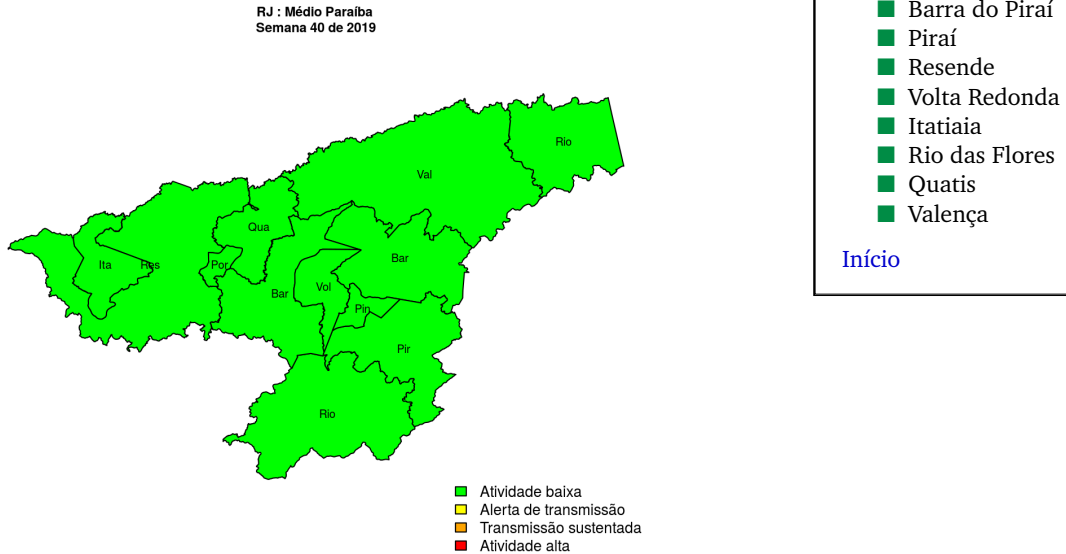 RJ : Médio Paraíba
Semana 40 de 2019
Rio
Val
Qua
Ita
Res
Por
Bar
Bar
Vol
Pin
Pir
Rio
Atividade baixa
Alerta de transmissão
Transmissão sustentada
Atividade alta
Barra do Piraí
Piraí
Resende
Volta Redonda
Itatiaia
Rio das Flores
Quatis
Valença
Início